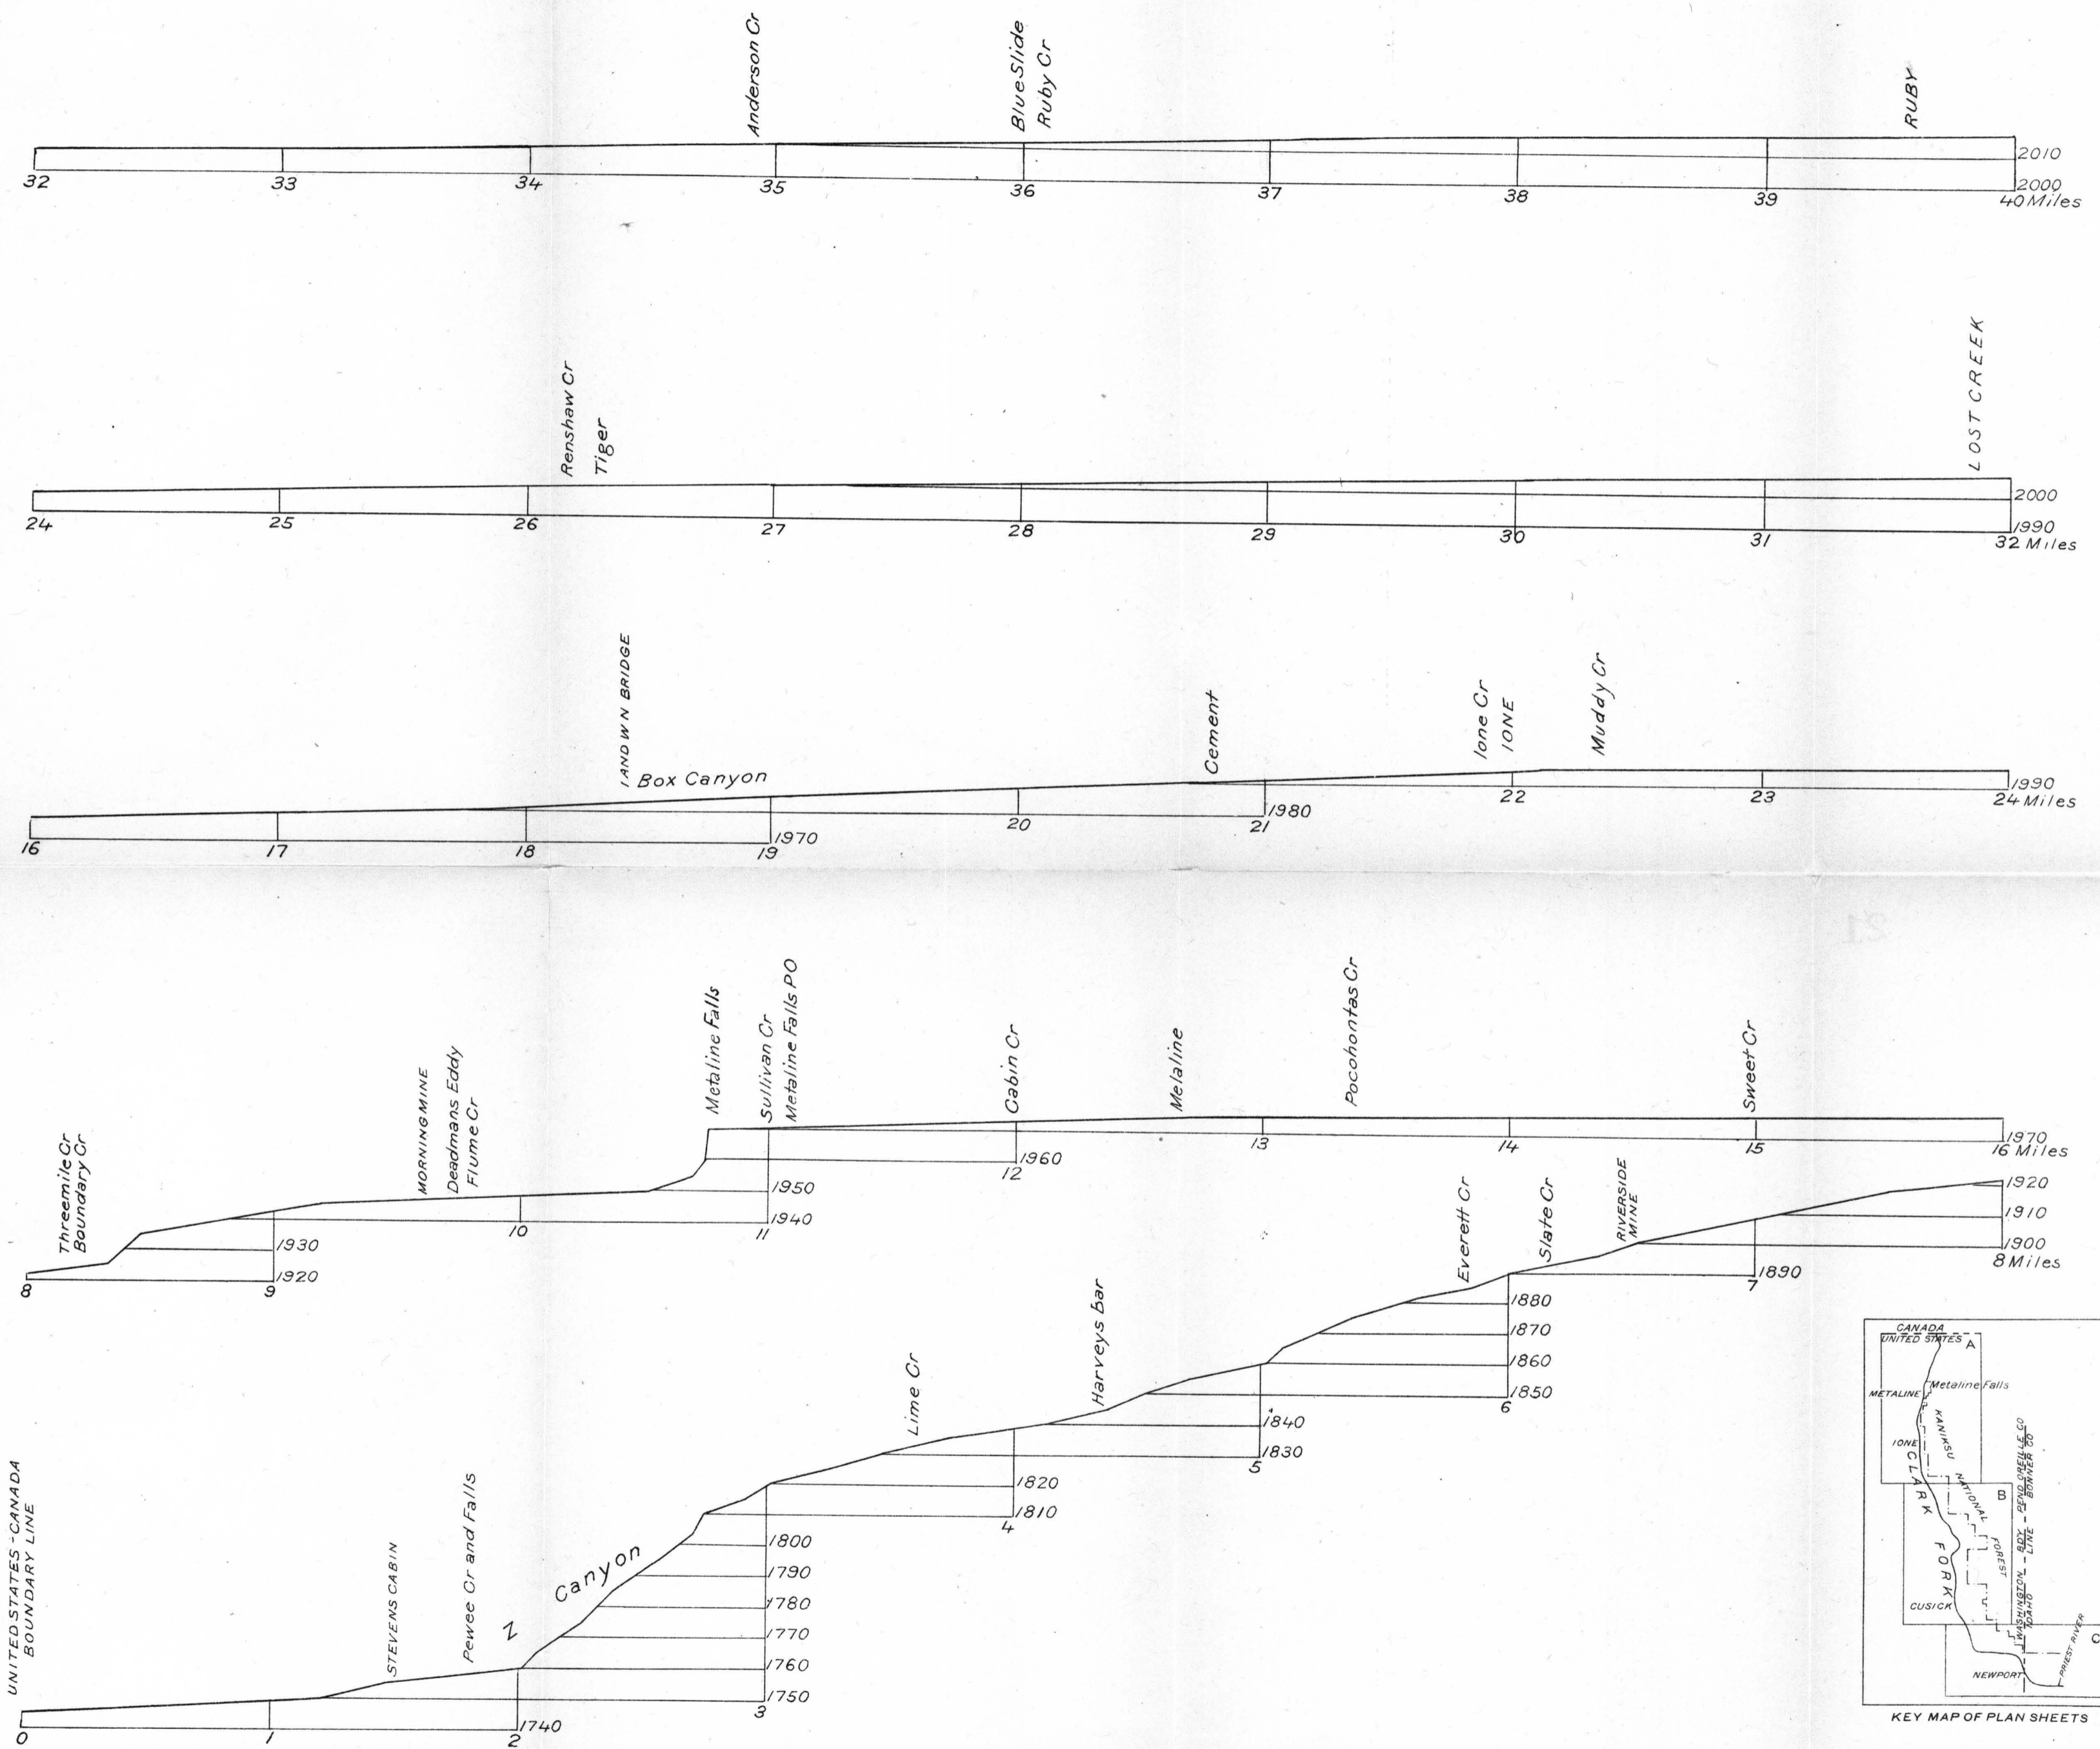 Anderson Cr
Blue Slide
Ruby Cr
RUBY
2010
2000
32 33 34 35 36 37 38 39 40 Miles
Renshaw Cr
Tiger
LOST CREEK
2000
1990
24 25 26 27 28 29 30 31 32 Miles
I AND W N BRIDGE
Box Canyon
Cement
Ione Cr
IONE
Muddy Cr
1990
1980
1970
16 17 18 19 20 21 22 23 24 Miles
21
Threemile Cr
Boundary Cr
MORNING MINE
Deadmans Eddy
Flume Cr
Metaline Falls
Sullivan Cr
Metaline Falls PO
Cabin Cr
Melaline
Pocohontas Cr
Sweet Cr
1970
1960
1950
1940
1930
1920
8 9 10 11 12 13 14 15 16 Miles
UNITED STATES-CANADA
BOUNDARY LINE
STEVENS CABIN
Pewee Cr and Falls
Z Canyon
Lime Cr
Harveys bar
Everett Cr
Slate Cr
RIVERSIDE
MINE
1920
1910
1900
1890
1880
1870
1860
1850
1840
1830
1820
1810
1800
1790
1780
1770
1760
1750
1740
0 1 2 3 4 5 6 7 8 Miles
CANADA
UNITED STATES
A
METALINE
Metaline Falls
KANIKSU
IONE
CLARK
NATIONAL
B
FORK
FOREST
WASHINGTON - BDY - PEND OREILLE CO
IDAHO LINE BONNER CO
CUSICK
C
NEWPORT
PRIEST RIVER
KEY MAP OF PLAN SHEETS